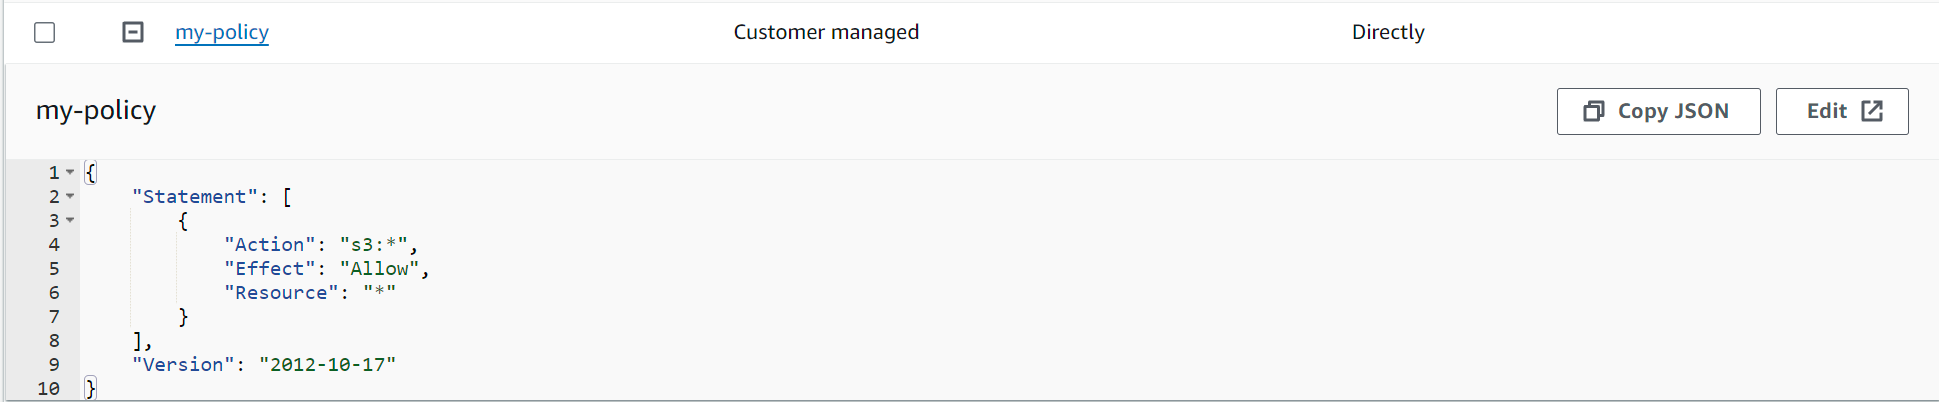 my-policy Customer managed Directly
my-policy Copy JSON Edit
1 {
2 "Statement": [
3 {
4 "Action": "s3:*",
5 "Effect": "Allow",
6 "Resource": "*"
7 }
8 ],
9 "Version": "2012-10-17"
10 }